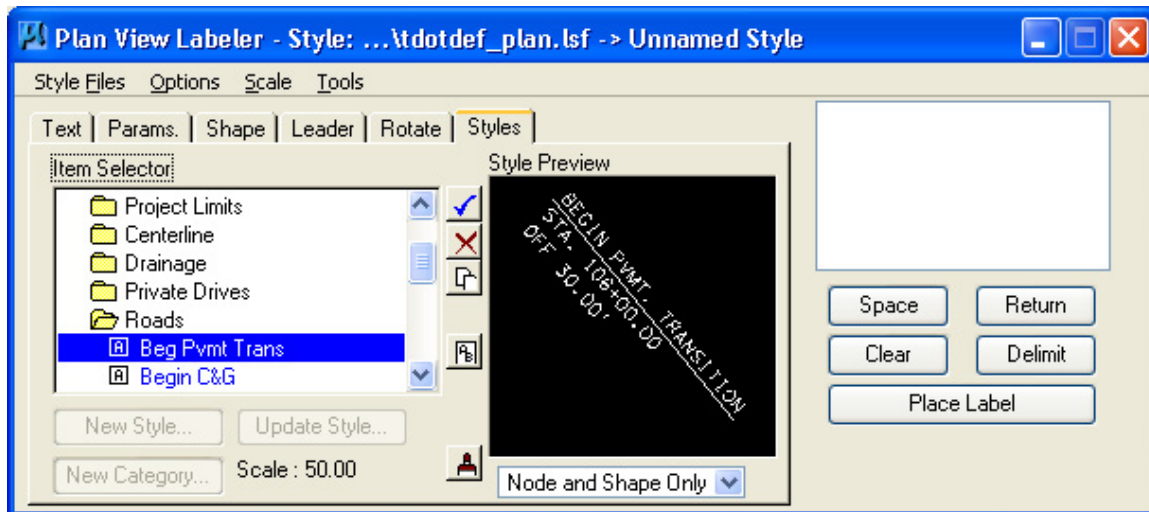 Plan View Labeler - Style: ...\tdotdef_plan.lsf -> Unnamed Style
Style Files Options Scale Tools
Text Params. Shape Leader Rotate Styles
Item Selector
Style Preview
Project Limits
Centerline
Drainage
Private Drives
Roads
Beg Pvmt Trans
Begin C&G
BEGIN PVMT. TRANSITION
STA. 106+00.00
OFF 30.00'
New Style... Update Style...
New Category... Scale : 50.00
Node and Shape Only
Space Return
Clear Delimit
Place Label